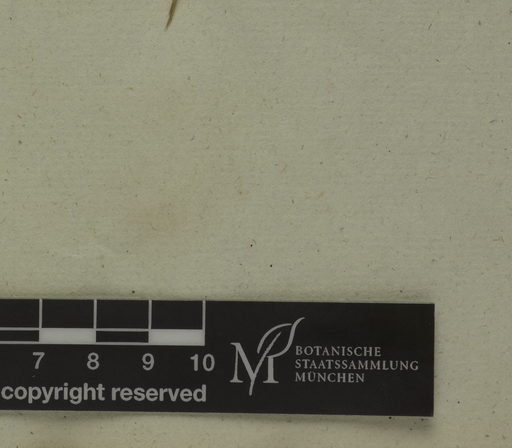 7 8 9 10
copyright reserved
M
BOTANISCHE
STAATSSAMMLUNG
MÜNCHEN